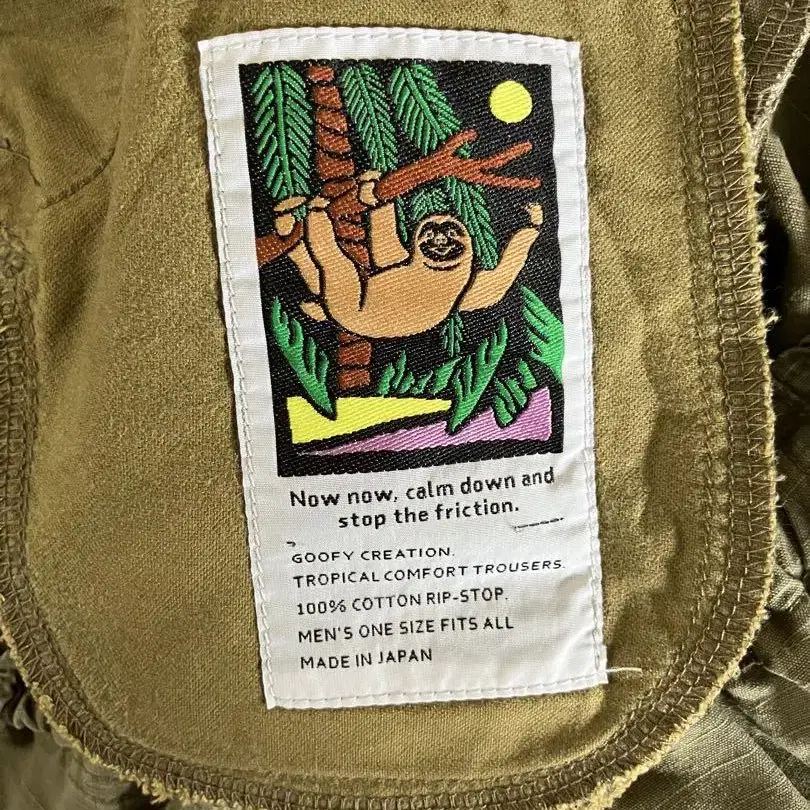 Now now, calm down and
stop the friction.
GOOFY CREATION.
TROPICAL COMFORT TROUSERS.
100% COTTON RIP-STOP.
MEN'S ONE SIZE FITS ALL
MADE IN JAPAN